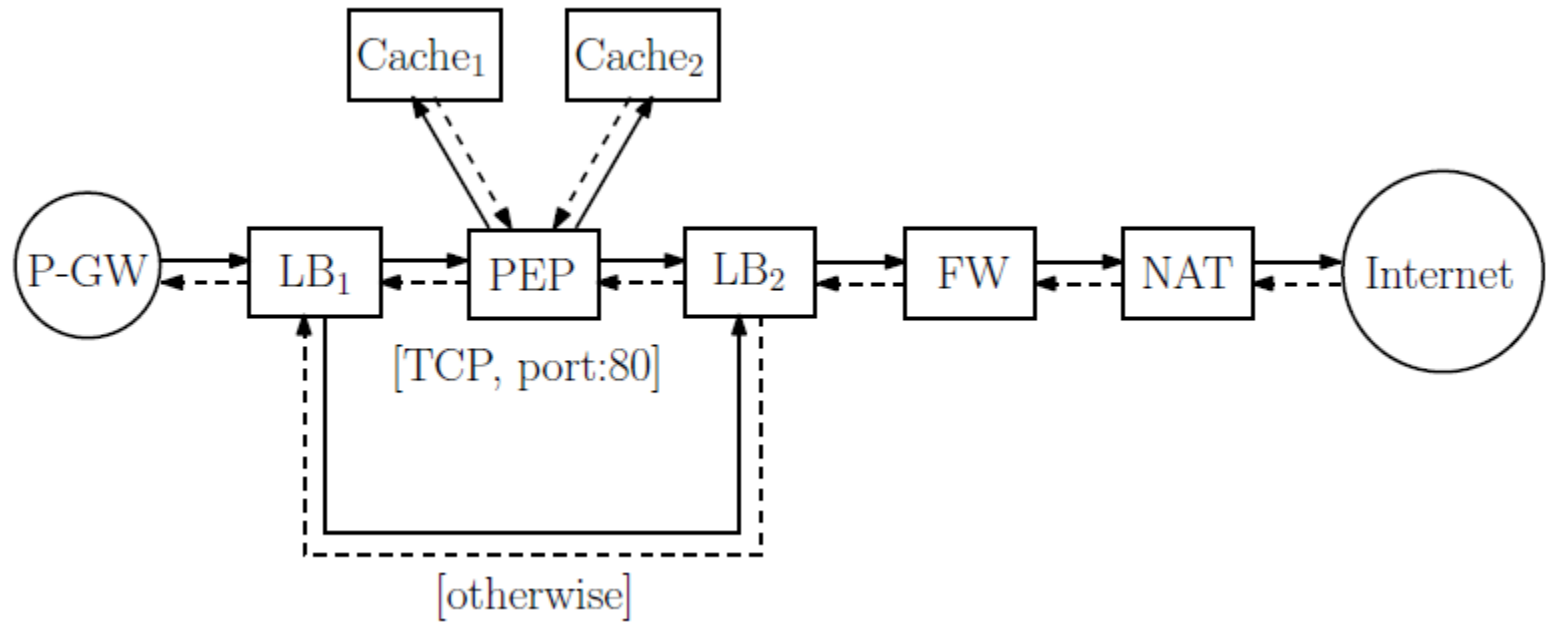 Cache₁
Cache₂
P-GW
LB₁
PEP
LB₂
FW
NAT
Internet
[TCP, port:80]
[otherwise]